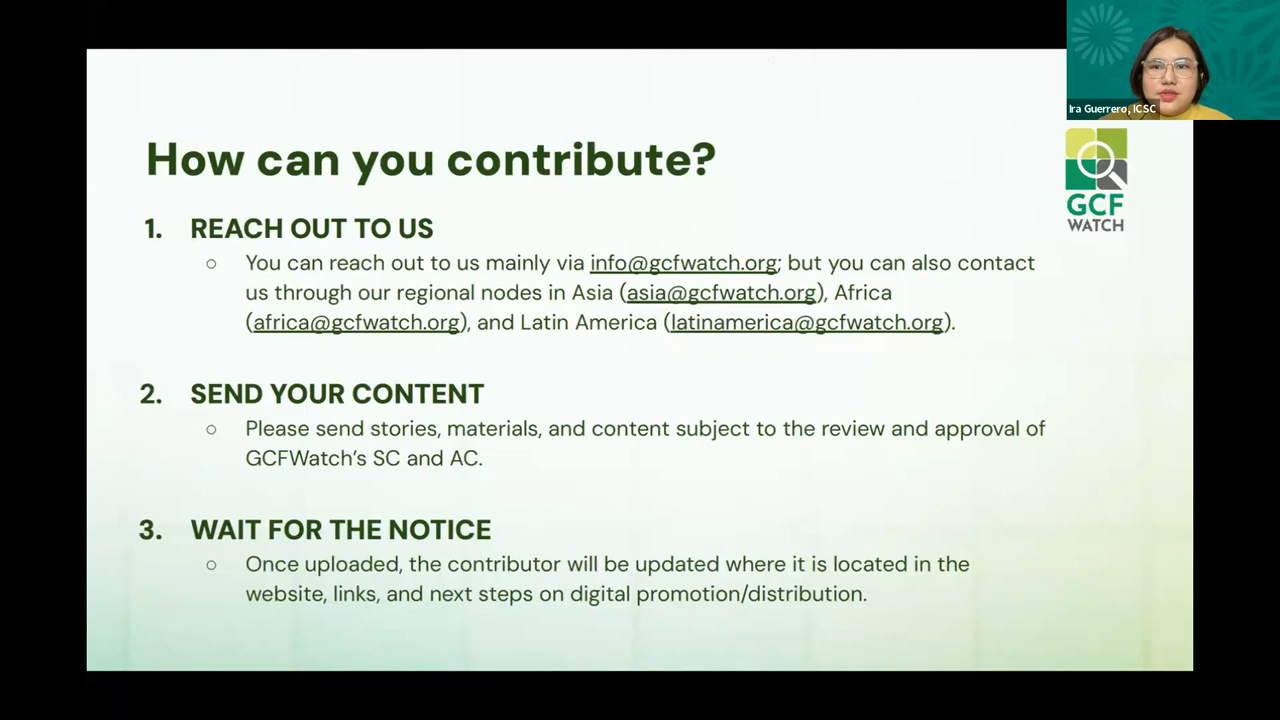 Ira Guerrero, ICSC
How can you contribute?
GCF
WATCH
1. REACH OUT TO US
○ You can reach out to us mainly via info@gcfwatch.org; but you can also contact
us through our regional nodes in Asia (asia@gcfwatch.org), Africa
(africa@gcfwatch.org), and Latin America (latinamerica@gcfwatch.org).
2. SEND YOUR CONTENT
○ Please send stories, materials, and content subject to the review and approval of
GCFWatch’s SC and AC.
3. WAIT FOR THE NOTICE
○ Once uploaded, the contributor will be updated where it is located in the
website, links, and next steps on digital promotion/distribution.